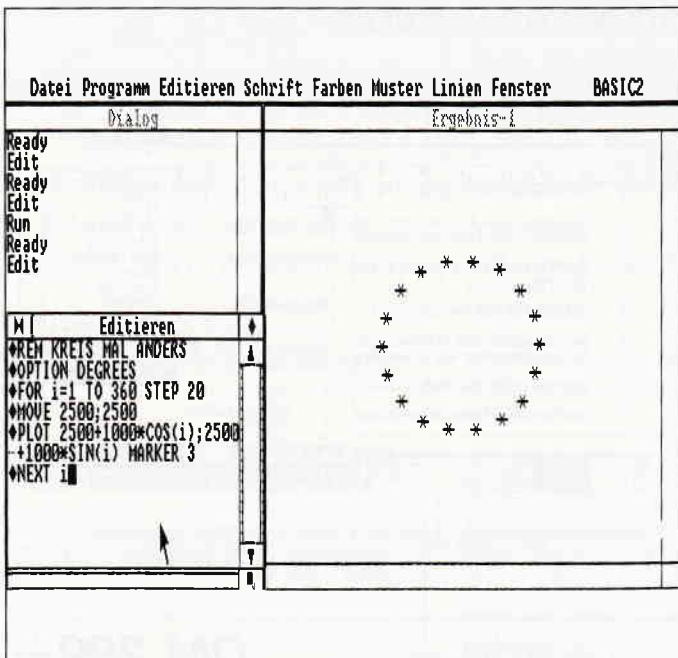 Datei Programm Editieren Schrift Farben Muster Linien Fenster BASIC2
Dialog
Ergebnis-1
Ready
Edit
Ready
Edit
Run
Ready
Edit
Editieren
REM KREIS MAL ANDERS
OPTION DEGREES
FOR i=1 TO 360 STEP 20
MOVE 2500;2500
PLOT 2500+1000*COS(i);2500
+1000*SIN(i) MARKER 3
NEXT i